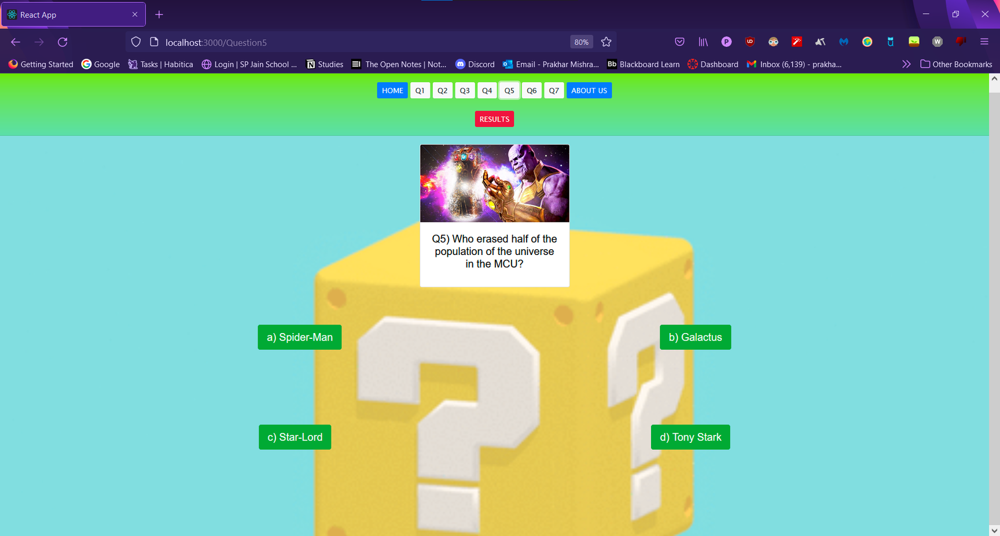 React App
localhost:3000/Question5
80%
Getting Started
Google
Tasks | Habitica
Login | SP Jain School ...
Studies
The Open Notes | Not...
Discord
Email - Prakhar Mishra...
Bb Blackboard Learn
Dashboard
Inbox (6,139) - prakha...
Other Bookmarks
HOME Q1 Q2 Q3 Q4 Q5 Q6 Q7 ABOUT US
RESULTS
Q5) Who erased half of the
population of the universe
in the MCU?
a) Spider-Man
b) Galactus
c) Star-Lord
d) Tony Stark